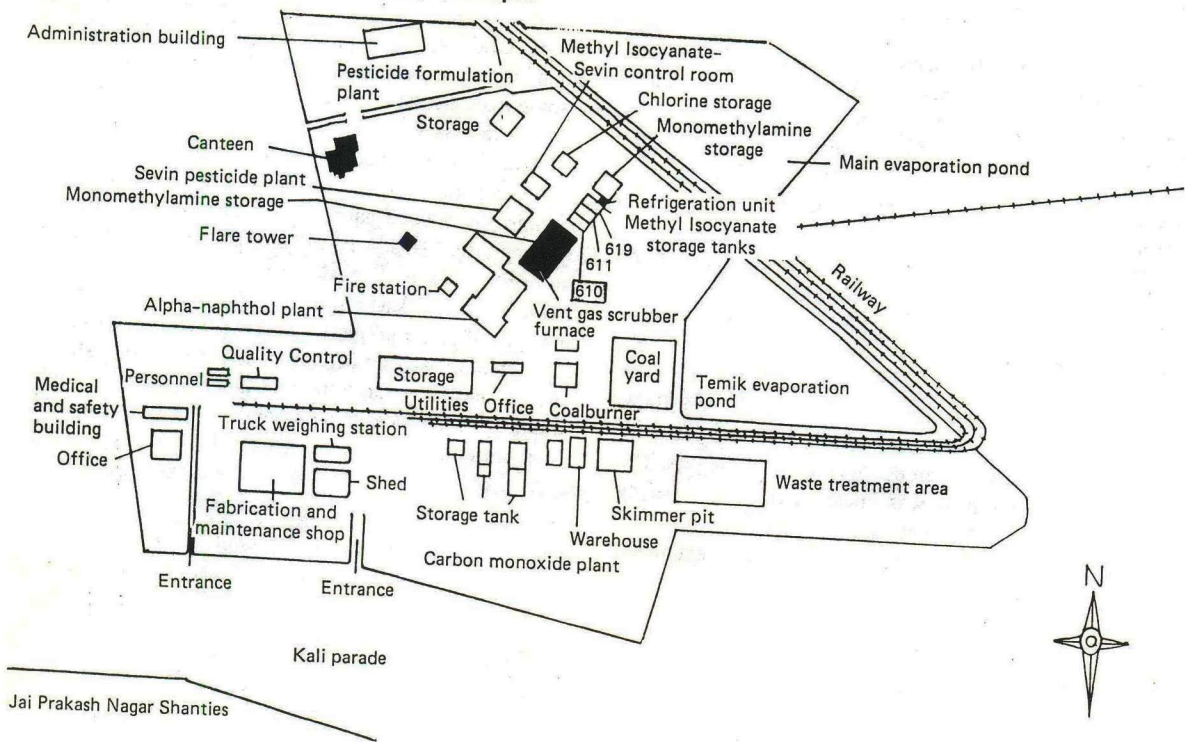 Administration building
Methyl Isocyanate-
Sevin control room
Pesticide formulation
plant
Chlorine storage
Storage
Monomethylamine
storage
Canteen
Main evaporation pond
Sevin pesticide plant
Monomethylamine storage
Refrigeration unit
Methyl Isocyanate
storage tanks
Flare tower
619
611
Railway
Fire station
610
Alpha-naphthol plant
Vent gas scrubber
furnace
Quality Control
Coal
yard
Personnel
Storage
Temik evaporation
pond
Medical
and safety
building
Utilities
Office
Coalburner
Truck weighing station
Office
Shed
Waste treatment area
Fabrication and
maintenance shop
Storage tank
Skimmer pit
Warehouse
Carbon monoxide plant
Entrance
Entrance
N
Kali parade
Jai Prakash Nagar Shanties